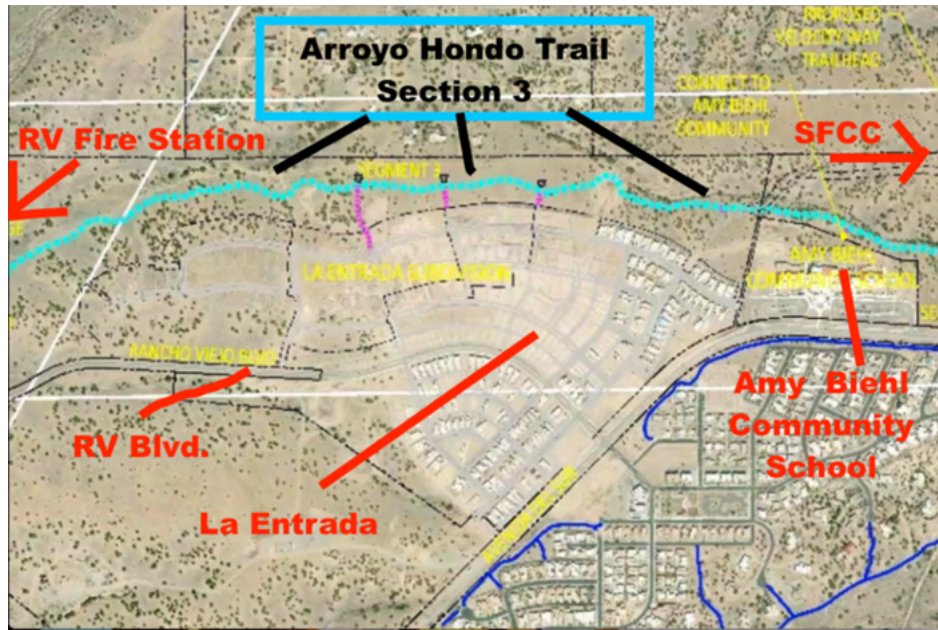 Arroyo Hondo Trail
Section 3
PROPOSED
VELOCITY WAY
TRAILHEAD
CONNECT TO
AMY BIEHL
COMMUNITY
SFCC
RV Fire Station
SEGMENT 3
SE
LA ENTRADA SUBDIVISION
AMY BIEHL
COMMUNITY SCHOOL
SE
RANCHO VIEJO BLVD
RV Blvd.
La Entrada
Amy Biehl
Community
School